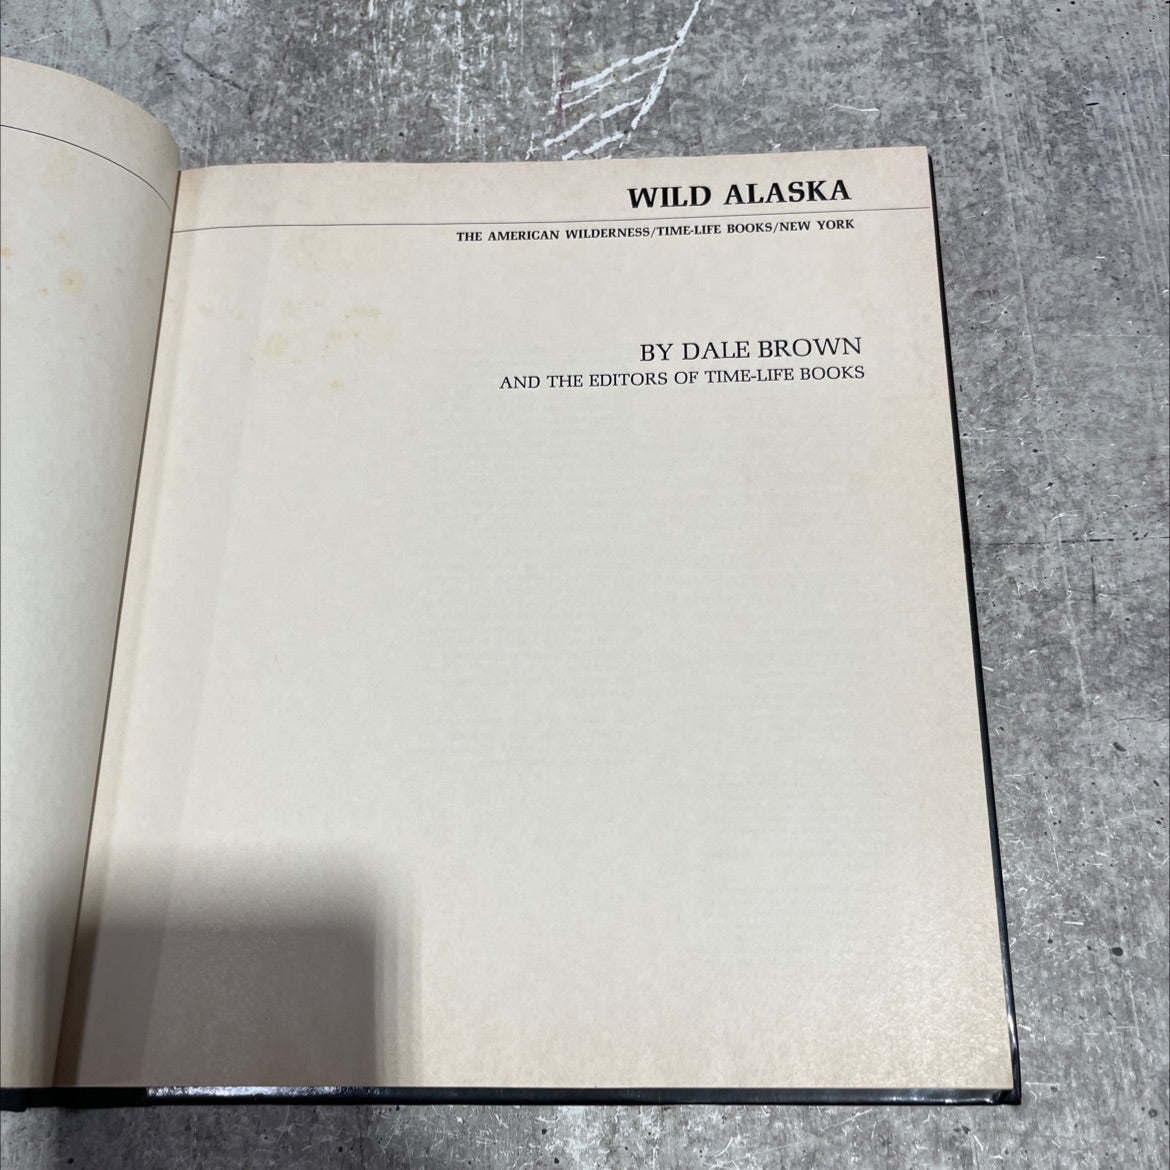 WILD ALASKA
THE AMERICAN WILDERNESS/TIME-LIFE BOOKS/NEW YORK
BY DALE BROWN
AND THE EDITORS OF TIME-LIFE BOOKS